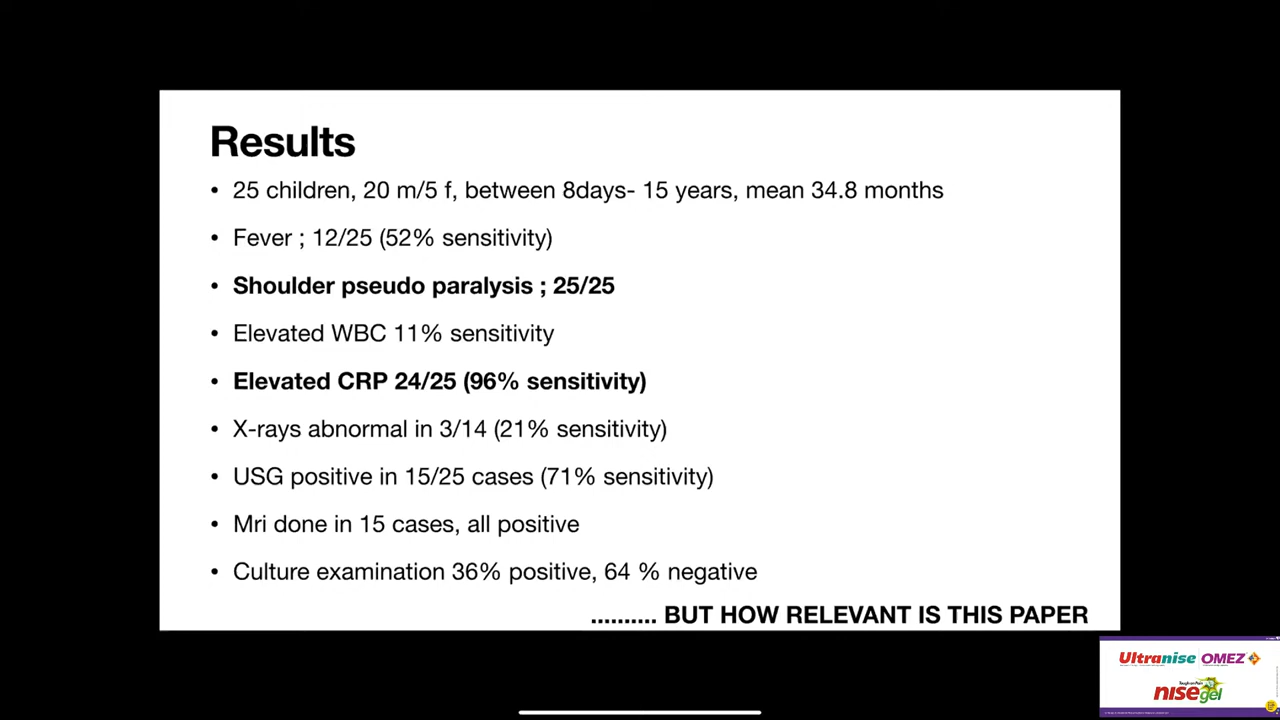 Results
• 25 children, 20 m/5 f, between 8days- 15 years, mean 34.8 months
• Fever ; 12/25 (52% sensitivity)
• Shoulder pseudo paralysis ; 25/25
• Elevated WBC 11% sensitivity
• Elevated CRP 24/25 (96% sensitivity)
• X-rays abnormal in 3/14 (21% sensitivity)
• USG positive in 15/25 cases (71% sensitivity)
• Mri done in 15 cases, all positive
• Culture examination 36% positive, 64 % negative
.......... BUT HOW RELEVANT IS THIS PAPER
Ultranise OMEZ
nise gel